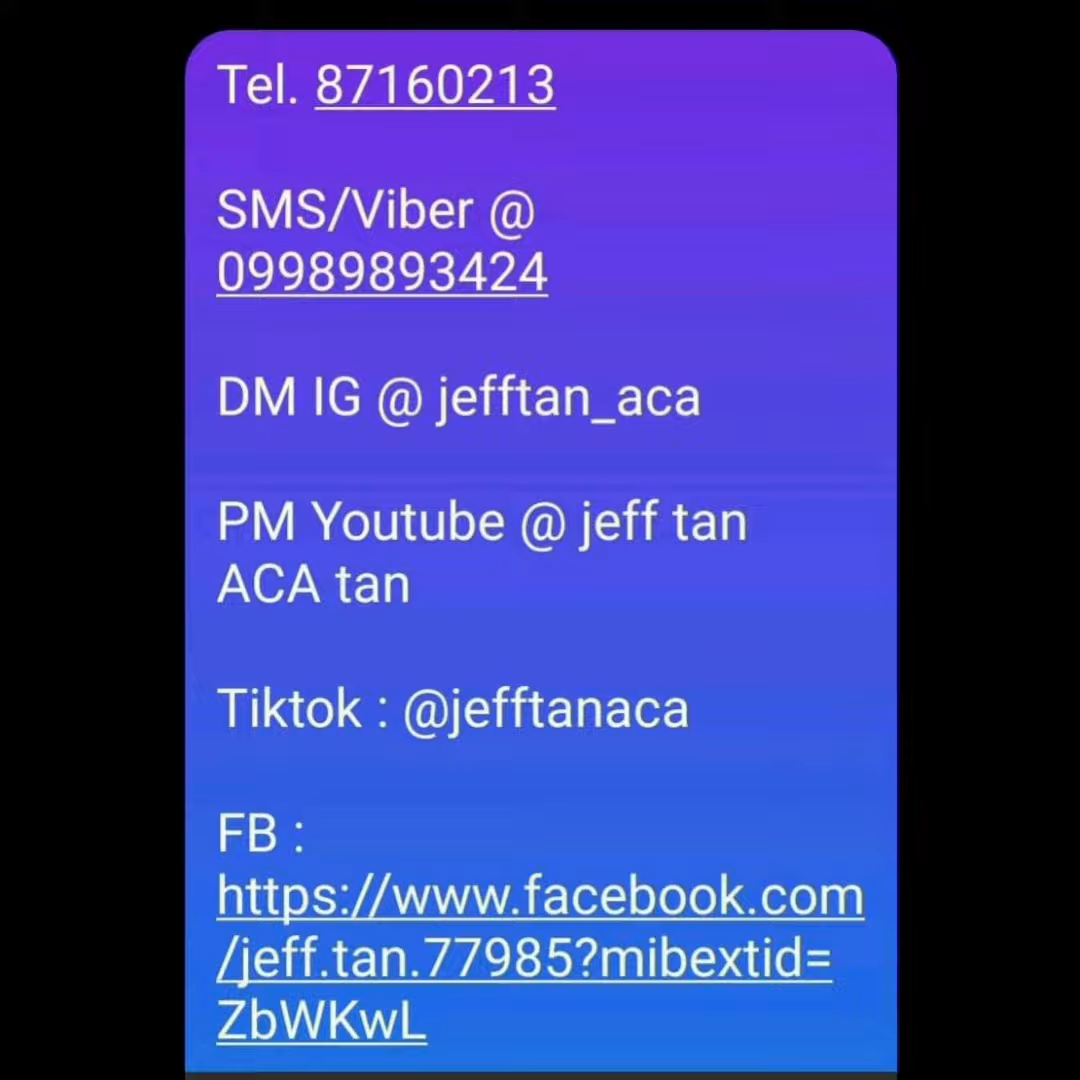 Tel. 87160213
SMS/Viber @
09989893424
DM IG @ jefftan_aca
PM Youtube @ jeff tan
ACA tan
Tiktok : @jefftanaca
FB :
https://www.facebook.com
/jeff.tan.77985?mibextid=
ZbWKwL